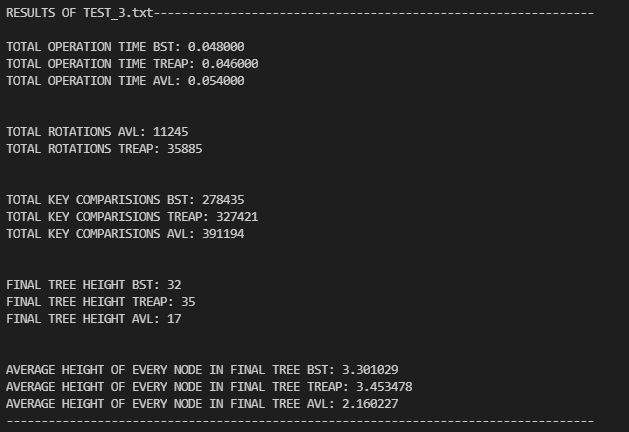 RESULTS OF TEST_3.txt---------------------------------------------------------------
TOTAL OPERATION TIME BST: 0.048000
TOTAL OPERATION TIME TREAP: 0.046000
TOTAL OPERATION TIME AVL: 0.054000
TOTAL ROTATIONS AVL: 11245
TOTAL ROTATIONS TREAP: 35885
TOTAL KEY COMPARISIONS BST: 278435
TOTAL KEY COMPARISIONS TREAP: 327421
TOTAL KEY COMPARISIONS AVL: 391194
FINAL TREE HEIGHT BST: 32
FINAL TREE HEIGHT TREAP: 35
FINAL TREE HEIGHT AVL: 17
AVERAGE HEIGHT OF EVERY NODE IN FINAL TREE BST: 3.301029
AVERAGE HEIGHT OF EVERY NODE IN FINAL TREE TREAP: 3.453478
AVERAGE HEIGHT OF EVERY NODE IN FINAL TREE AVL: 2.160227
------------------------------------------------------------------------------------